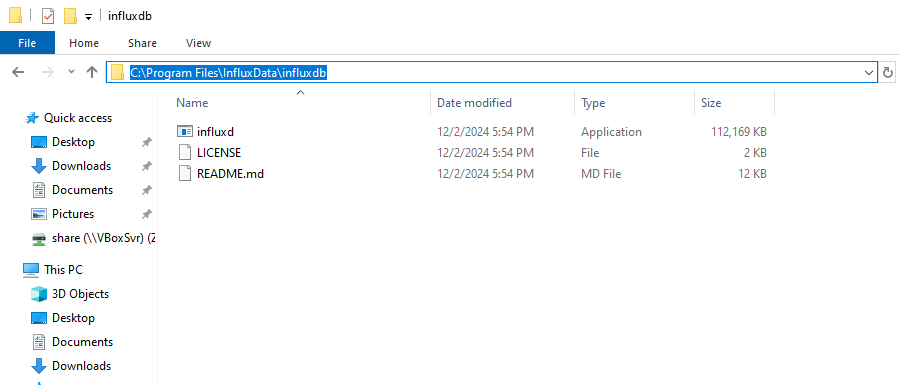 influxdb
File Home Share View
C:\Program Files\InfluxData\influxdb
Name Date modified Type Size
influxd 12/2/2024 5:54 PM Application 112,169 KB
LICENSE 12/2/2024 5:54 PM File 2 KB
README.md 12/2/2024 5:54 PM MD File 12 KB
Quick access
Desktop
Downloads
Documents
Pictures
share (\\VBoxSvr) (Z
This PC
3D Objects
Desktop
Documents
Downloads